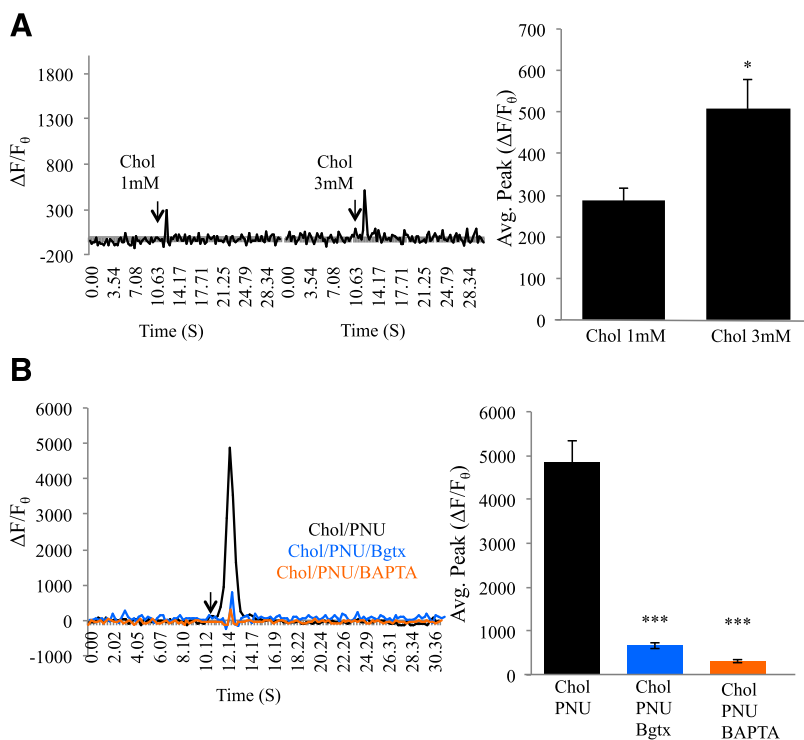 A
1800
1300
800
300
-200
ΔF/Fθ
Chol
1mM
Chol
3mM
0.00
3.54
7.08
10.63
14.17
17.71
21.25
24.79
28.34
0.00
3.54
7.08
10.63
14.17
17.71
21.25
24.79
28.34
Time (S)
Time (S)
700
600
500
400
300
200
100
0
Avg. Peak (ΔF/Fθ)
*
Chol 1mM
Chol 3mM
B
6000
5000
4000
3000
2000
1000
0
-1000
ΔF/Fθ
Chol/PNU
Chol/PNU/Bgtx
Chol/PNU/BAPTA
0.00
2.02
4.05
6.07
8.10
10.12
12.14
14.17
16.19
18.22
20.24
22.26
24.29
26.31
28.34
30.36
Time (S)
6000
5000
4000
3000
2000
1000
0
Avg. Peak (ΔF/Fθ)
***
***
Chol
PNU
Chol
PNU
Bgtx
Chol
PNU
BAPTA